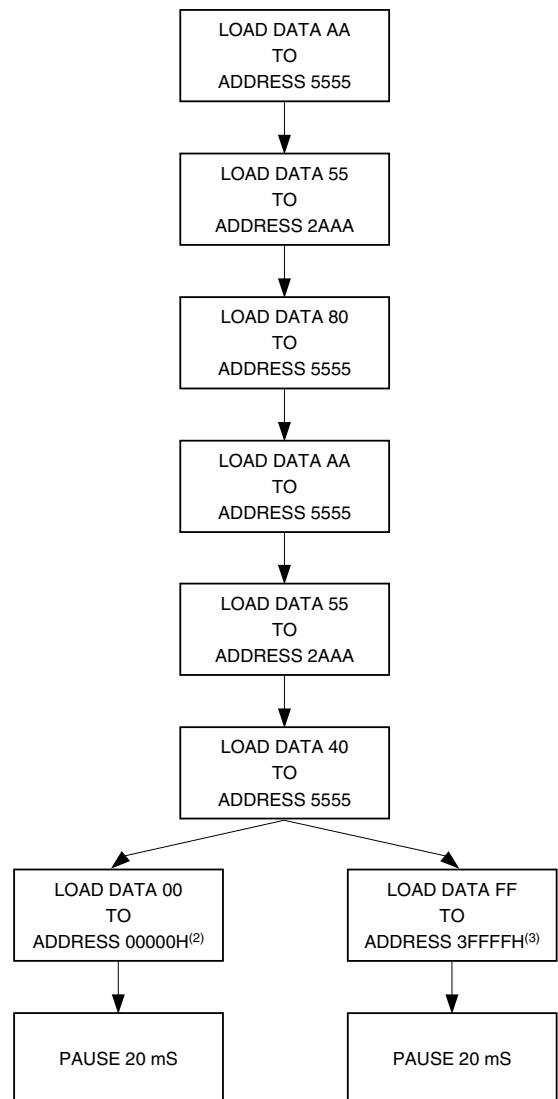 LOAD DATA AA
TO
ADDRESS 5555
LOAD DATA 55
TO
ADDRESS 2AAA
LOAD DATA 80
TO
ADDRESS 5555
LOAD DATA AA
TO
ADDRESS 5555
LOAD DATA 55
TO
ADDRESS 2AAA
LOAD DATA 40
TO
ADDRESS 5555
LOAD DATA 00
TO
ADDRESS 00000H(2)
LOAD DATA FF
TO
ADDRESS 3FFFFH(3)
PAUSE 20 mS
PAUSE 20 mS